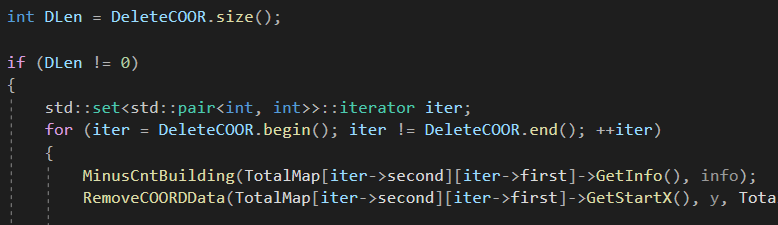 int DLen = DeleteCOOR.size();
if (DLen != 0)
{
std::set<std::pair<int, int>>::iterator iter;
for (iter = DeleteCOOR.begin(); iter != DeleteCOOR.end(); ++iter)
{
MinusCntBuilding(TotalMap[iter->second][iter->first]->GetInfo(), info);
RemoveCOORDData(TotalMap[iter->second][iter->first]->GetStartX(), y, Tota